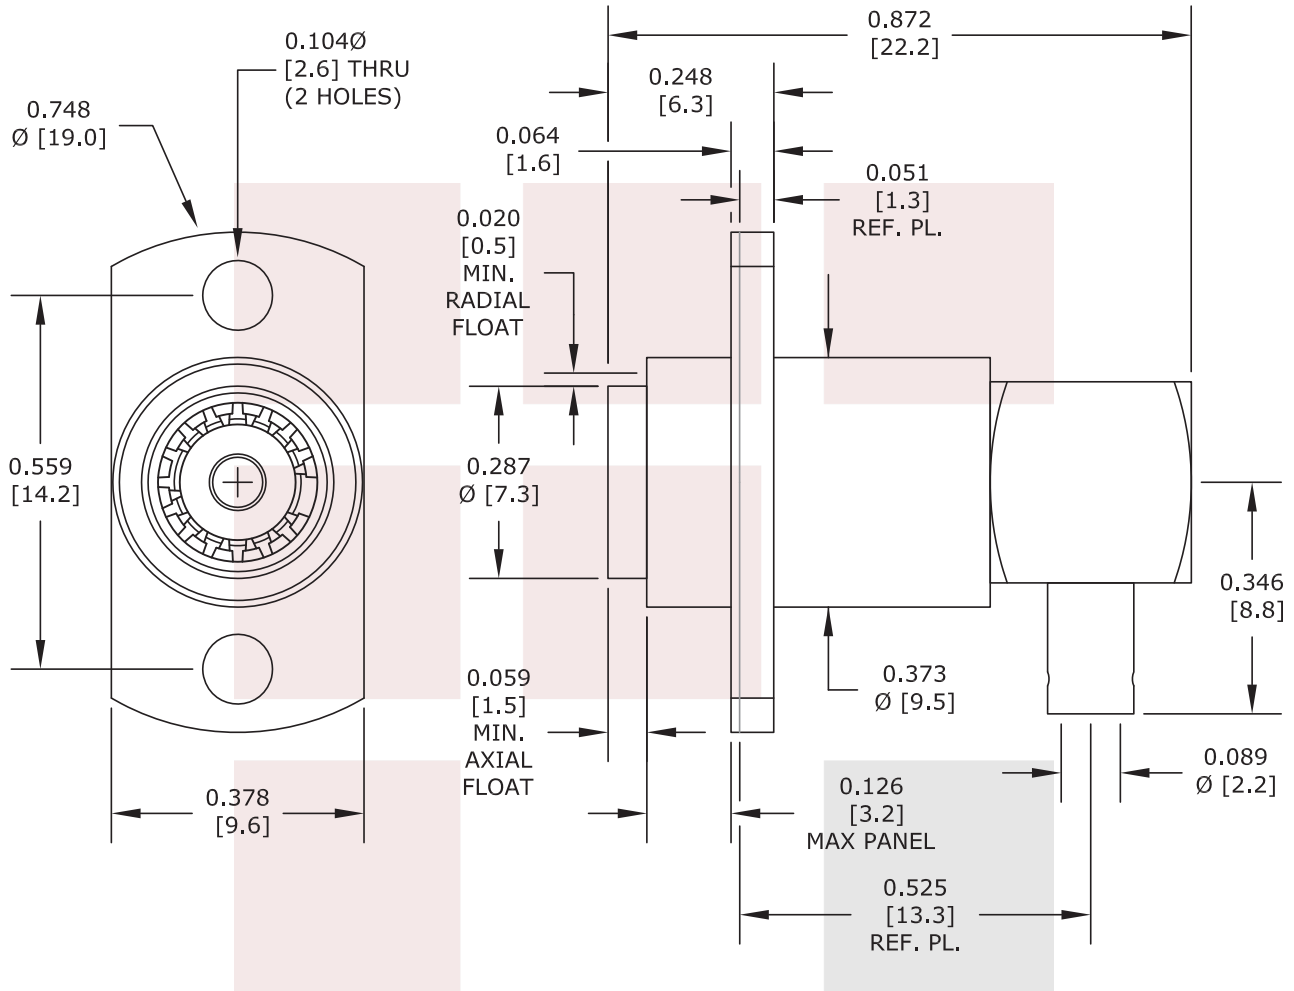 0.872
[22.2]
0.104Ø
[2.6] THRU
(2 HOLES)
0.248
[6.3]
0.748
Ø [19.0]
0.064
[1.6]
0.051
[1.3]
REF. PL.
0.020
[0.5]
MIN.
RADIAL
FLOAT
0.559
[14.2]
0.287
Ø [7.3]
0.346
[8.8]
0.059
[1.5]
MIN.
AXIAL
FLOAT
0.373
Ø [9.5]
0.089
Ø [2.2]
0.378
[9.6]
0.126
[3.2]
MAX PANEL
0.525
[13.3]
REF. PL.